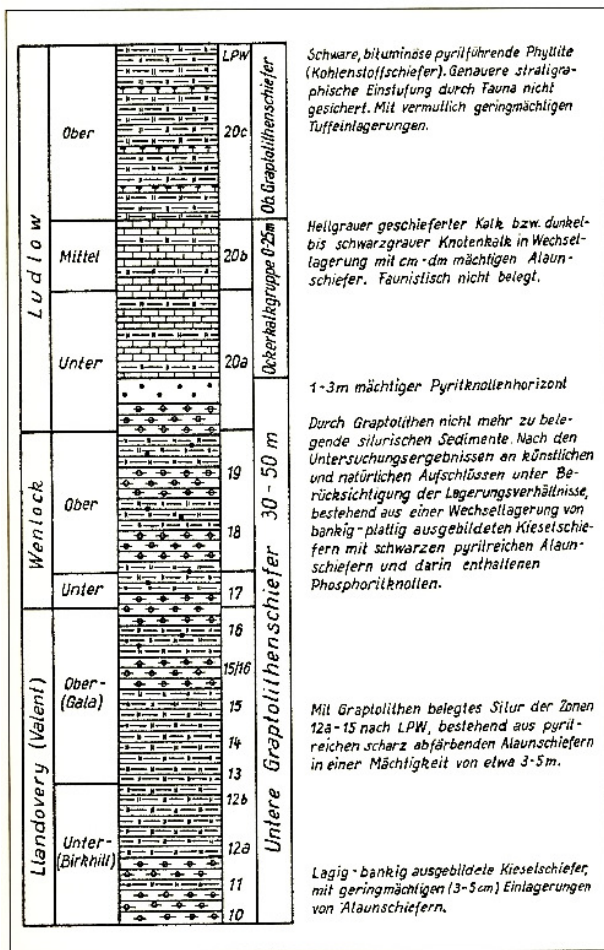 Ludlow
Ober
Mittel
Unter
Wenlock
Ober
Unter
Llandovery (Valent)
Ober-
(Gala)
Unter-
(Birkhill)
LPW
20c
20b
20a
19
18
17
16
15/16
15
14
13
12b
12a
11
10
Ob. Graptolithenschiefer
Ockerkalkgruppe 0-25m
Untere Graptolithenschiefer 30-50 m
Schware, bituminöse pyritführende Phyllite
(Kohlenstoffschiefer). Genauere stratigra-
phische Einstufung durch Fauna nicht
gesichert. Mit vermutlich geringmächtigen
Tuffeinlagerungen.
Hellgrauer geschieferter Kalk bzw. dunkel-
bis schwarzgrauer Knotenkalk in Wechsel-
lagerung mit cm-dm mächtigen Alaun-
schiefer. Faunistisch nicht belegt.
1-3m mächtiger Pyritknollenhorizont
Durch Graptolithen nicht mehr zu bele-
gende silurischen Sedimente. Nach den
Untersuchungsergebnissen an künstlichen
und natürlichen Aufschlüssen unter Be-
rücksichtigung der Lagerungsverhältnisse,
bestehend aus einer Wechsellagerung von
bankig-plattig ausgebildeten Kieselschie-
fern mit schwarzen pyritreichen Alaun-
schiefern und darin enthaltenen
Phosphoritknollen.
Mit Graptolithen belegtes Silur der Zonen
12a-15 nach LPW, bestehend aus pyrit-
reichen scharz abfärbenden Alaunschiefern
in einer Mächtigkeit von etwa 3-5m.
Lagig-bankig ausgebildete Kieselschiefer,
mit geringmächtigen (3-5cm) Einlagerungen
von Alaunschiefern.